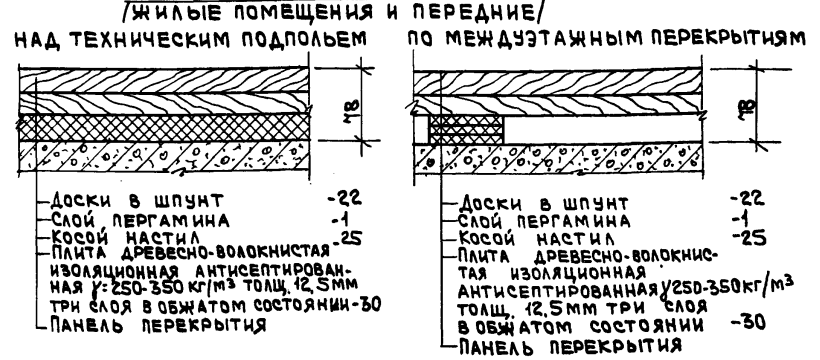 /ЖИЛЫЕ ПОМЕЩЕНИЯ И ПЕРЕДНИЕ/
НАД ТЕХНИЧЕСКИМ ПОДПОЛЬЕМ
78
ДОСКИ В ШПУНТ -22
СЛОЙ ПЕРГАМИНА -1
КОСОЙ НАСТИЛ -25
ПЛИТА ДРЕВЕСНО-ВОЛОКНИСТАЯ
ИЗОЛЯЦИОННАЯ АНТИСЕПТИРОВАН-
НАЯ γ=250-350 КГ/М³ ТОЛЩ. 12,5ММ
ТРИ СЛОЯ В ОБЖАТОМ СОСТОЯНИИ-30
ПАНЕЛЬ ПЕРЕКРЫТИЯ
ПО МЕЖДУЭТАЖНЫМ ПЕРЕКРЫТИЯМ
78
ДОСКИ В ШПУНТ -22
СЛОЙ ПЕРГАМИНА -1
КОСОЙ НАСТИЛ -25
ПЛИТА ДРЕВЕСНО-ВОЛОКНИС-
ТАЯ ИЗОЛЯЦИОННАЯ
АНТИСЕПТИРОВАННАЯ γ250-350КГ/М³
ТОЛЩ. 12,5ММ ТРИ СЛОЯ
В ОБЖАТОМ СОСТОЯНИИ -30
ПАНЕЛЬ ПЕРЕКРЫТИЯ